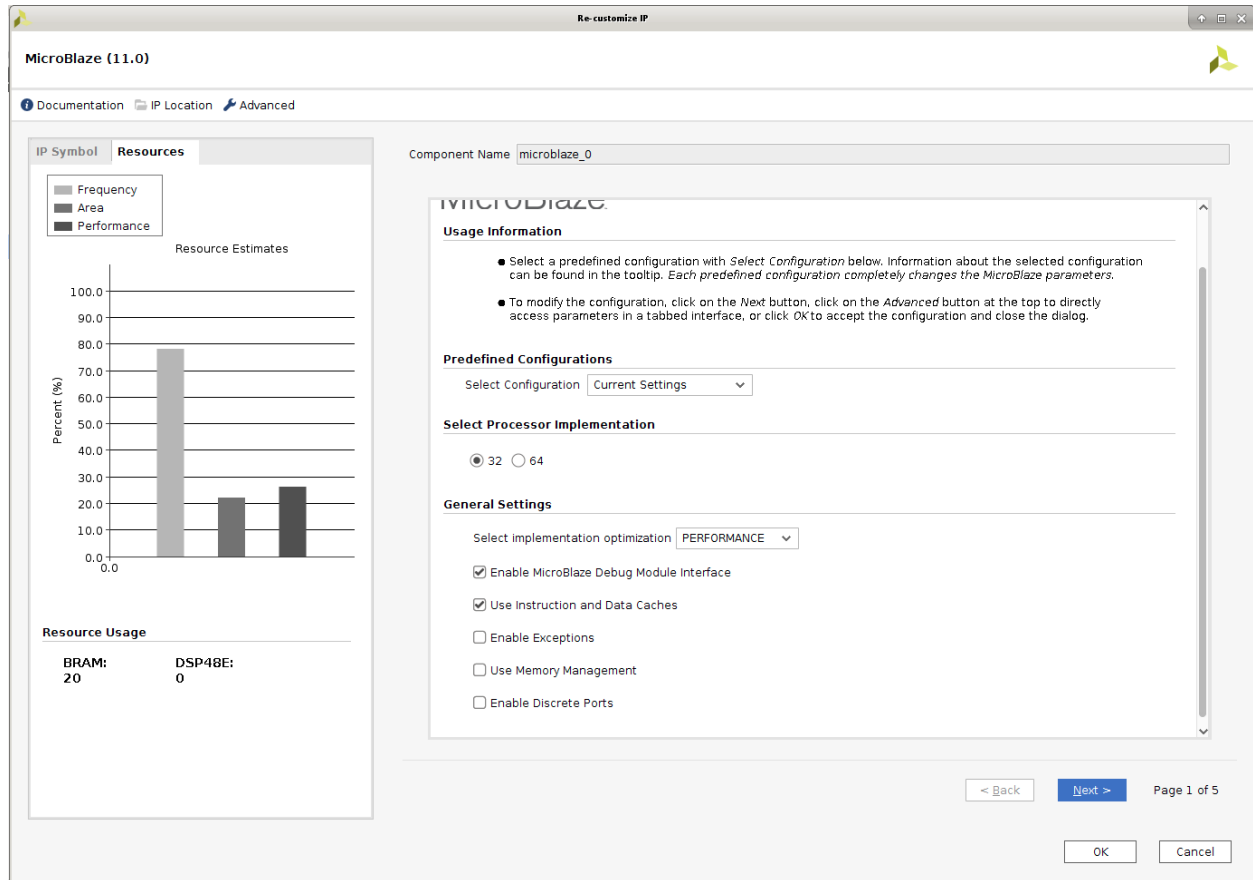 Re-customize IP
MicroBlaze (11.0)
Documentation IP Location Advanced
IP Symbol Resources
Frequency
Area
Performance
Resource Estimates
100.0
90.0
80.0
70.0
60.0
50.0
40.0
30.0
20.0
10.0
0.0
0.0
Percent (%)
Resource Usage
BRAM: DSP48E:
20 0
Component Name microblaze_0
MicroBlaze
Usage Information
Select a predefined configuration with Select Configuration below. Information about the selected configuration
can be found in the tooltip. Each predefined configuration completely changes the MicroBlaze parameters.
To modify the configuration, click on the Next button, click on the Advanced button at the top to directly
access parameters in a tabbed interface, or click OK to accept the configuration and close the dialog.
Predefined Configurations
Select Configuration Current Settings
Select Processor Implementation
32 64
General Settings
Select implementation optimization PERFORMANCE
Enable MicroBlaze Debug Module Interface
Use Instruction and Data Caches
Enable Exceptions
Use Memory Management
Enable Discrete Ports
< Back Next > Page 1 of 5
OK Cancel